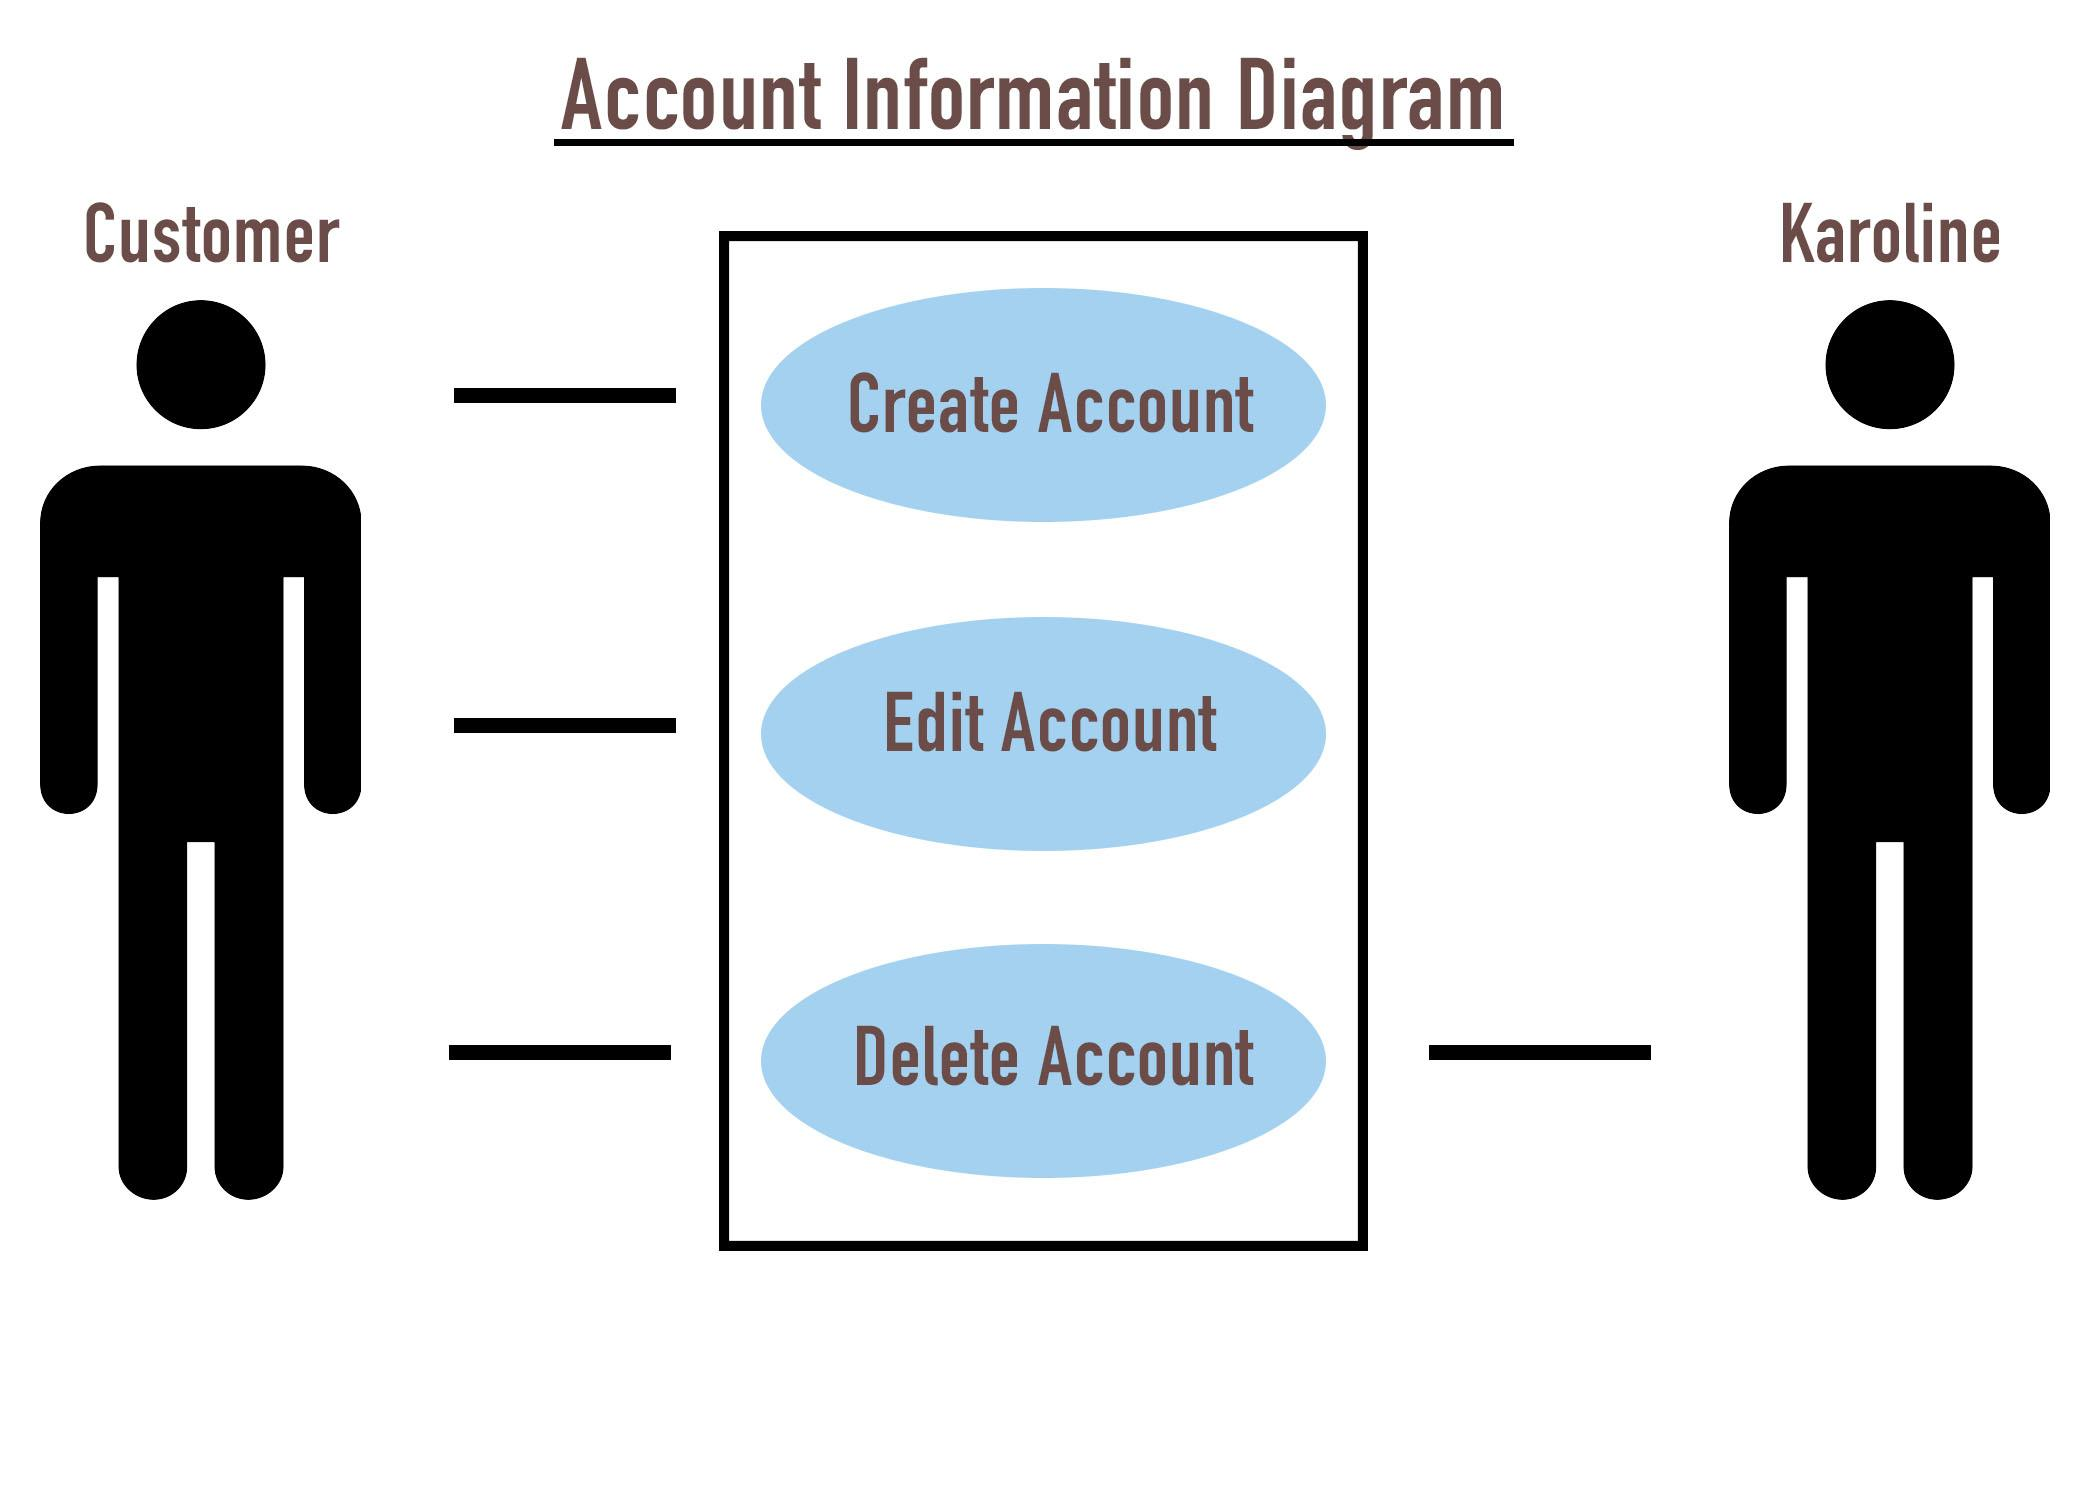 Account Information Diagram
Customer
Karoline
Create Account
Edit Account
Delete Account